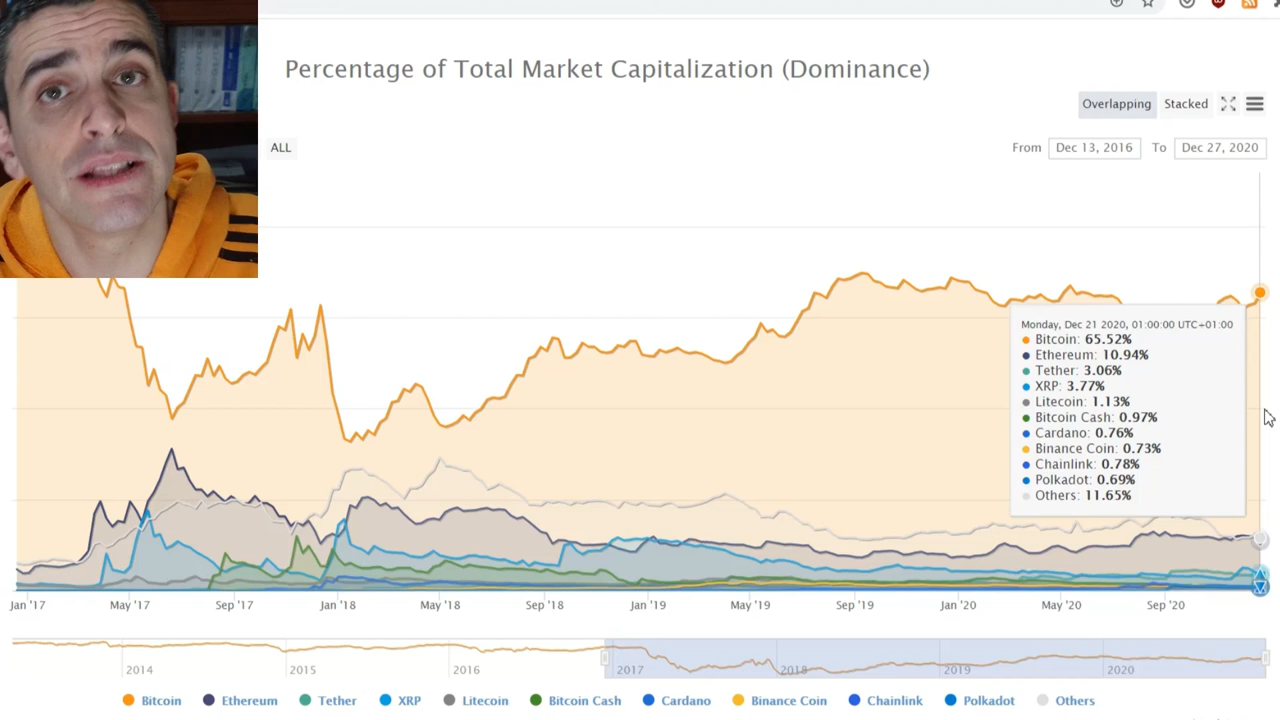 Percentage of Total Market Capitalization (Dominance)
Overlapping Stacked
ALL From Dec 13, 2016 To Dec 27, 2020
Monday, Dec 21 2020, 01:00:00 UTC+01:00
Bitcoin: 65.52%
Ethereum: 10.94%
Tether: 3.06%
XRP: 3.77%
Litecoin: 1.13%
Bitcoin Cash: 0.97%
Cardano: 0.76%
Binance Coin: 0.73%
Chainlink: 0.78%
Polkadot: 0.69%
Others: 11.65%
Jan '17 May '17 Sep '17 Jan '18 May '18 Sep '18 Jan '19 May '19 Sep '19 Jan '20 May '20 Sep '20
2014 2015 2016 2017 2018 2019 2020
Bitcoin Ethereum Tether XRP Litecoin Bitcoin Cash Cardano Binance Coin Chainlink Polkadot Others